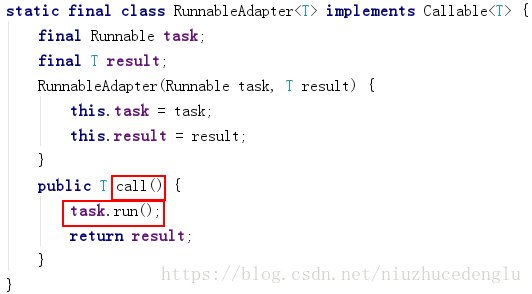 static final class RunnableAdapter<T> implements Callable<T> {
    final Runnable task;
    final T result;
    RunnableAdapter(Runnable task, T result) {
        this.task = task;
        this.result = result;
    }
    public T call() {
        task.run();
        return result;
    }
https://blog.csdn.net/niuzhucedenglu
}